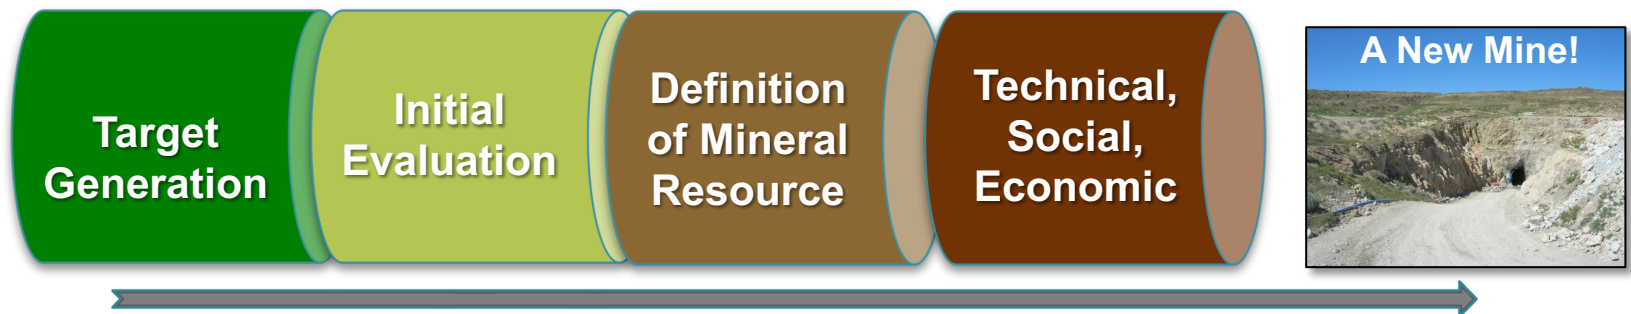 Target
Generation
Initial
Evaluation
Definition
of Mineral
Resource
Technical,
Social,
Economic
A New Mine!